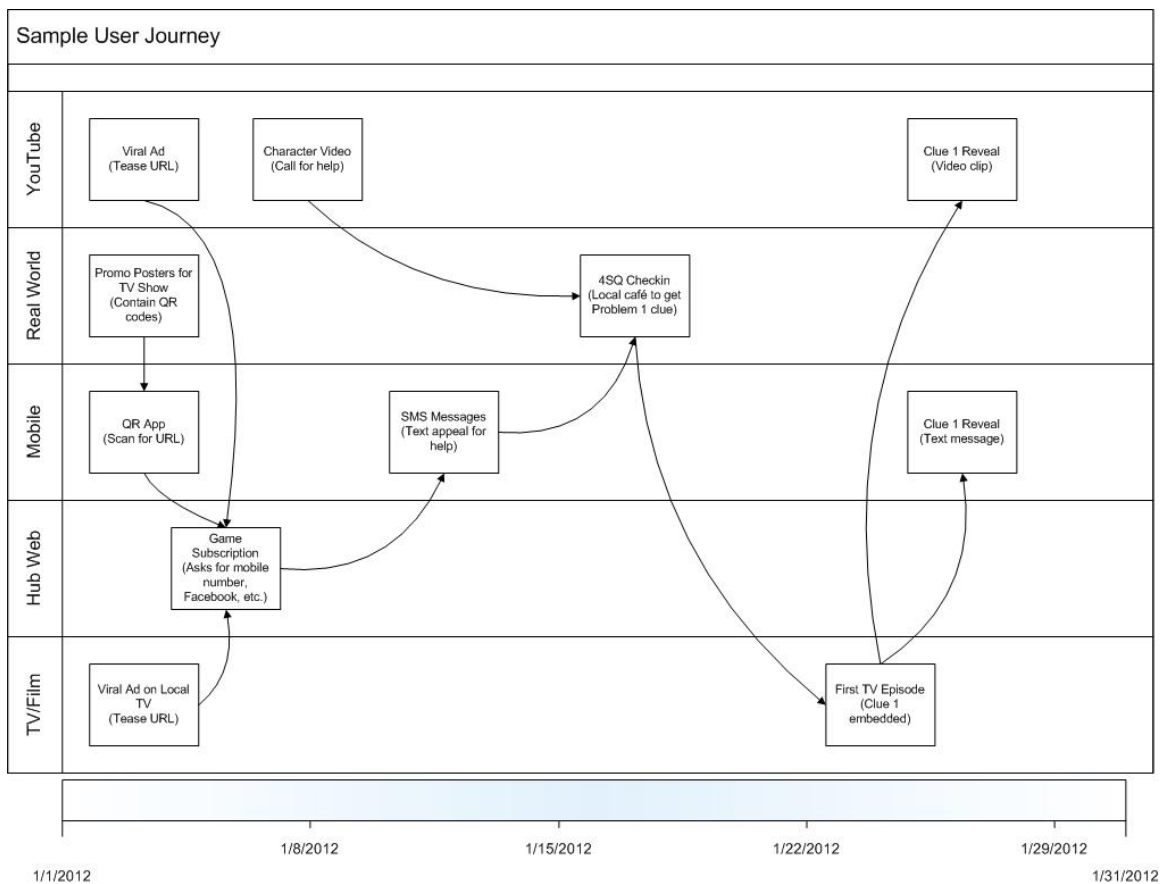 Sample User Journey
YouTube
Viral Ad
(Tease URL)
Character Video
(Call for help)
Clue 1 Reveal
(Video clip)
Real World
Promo Posters for
TV Show
(Contain QR
codes)
4SQ Checkin
(Local café to get
Problem 1 clue)
Mobile
QR App
(Scan for URL)
SMS Messages
(Text appeal for
help)
Clue 1 Reveal
(Text message)
Hub Web
Game
Subscription
(Asks for mobile
number,
Facebook, etc.)
TV/Film
Viral Ad on Local
TV
(Tease URL)
First TV Episode
(Clue 1
embedded)
1/8/2012
1/15/2012
1/22/2012
1/29/2012
1/1/2012
1/31/2012